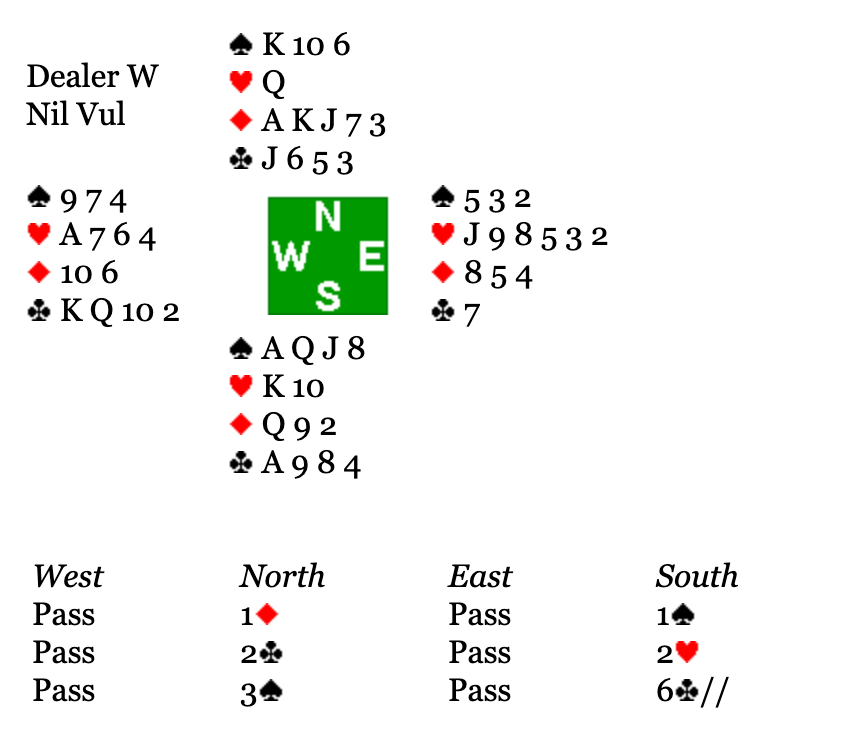 ♠ K 10 6
Dealer W
♥ Q
Nil Vul
♦ A K J 7 3
♣ J 6 5 3
♠ 9 7 4 ♠ 5 3 2
♥ A 7 6 4 ♥ J 9 8 5 3 2
♦ 10 6 ♦ 8 5 4
♣ K Q 10 2 ♣ 7
N
W E
S
♠ A Q J 8
♥ K 10
♦ Q 9 2
♣ A 9 8 4
West North East South
Pass 1♦ Pass 1♠
Pass 2♣ Pass 2♥
Pass 3♠ Pass 6♣//